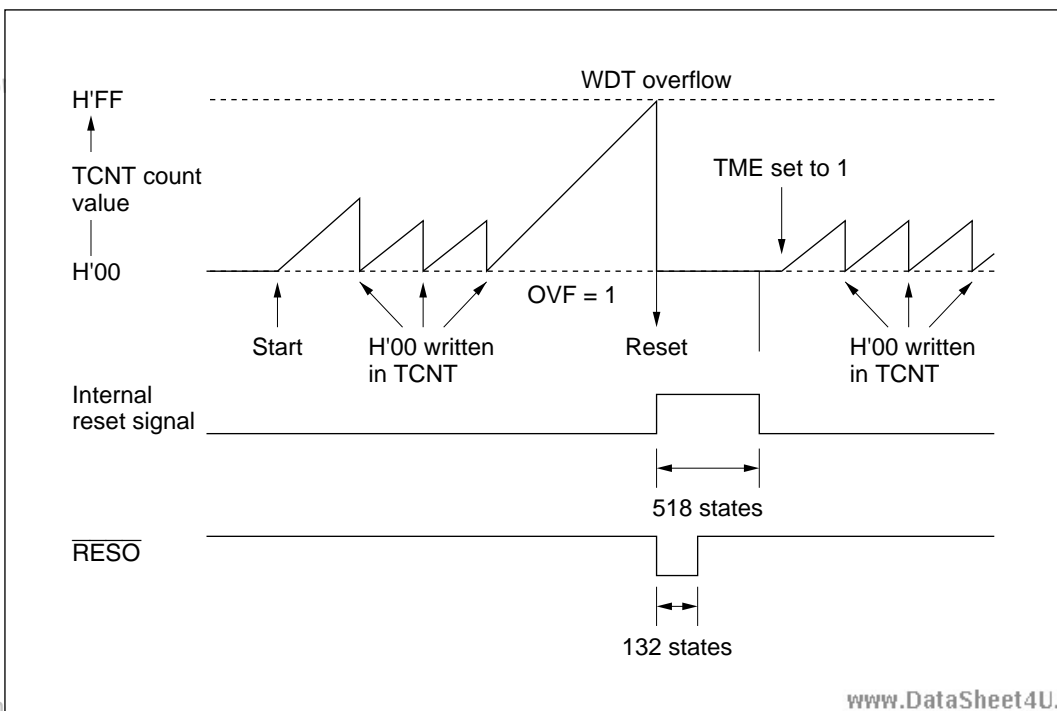 WDT overflow
H'FF
TME set to 1
TCNT count
value
H'00
OVF = 1
Start
H'00 written
in TCNT
Reset
H'00 written
in TCNT
Internal
reset signal
518 states
RESO
132 states
www.DataSheet4U.